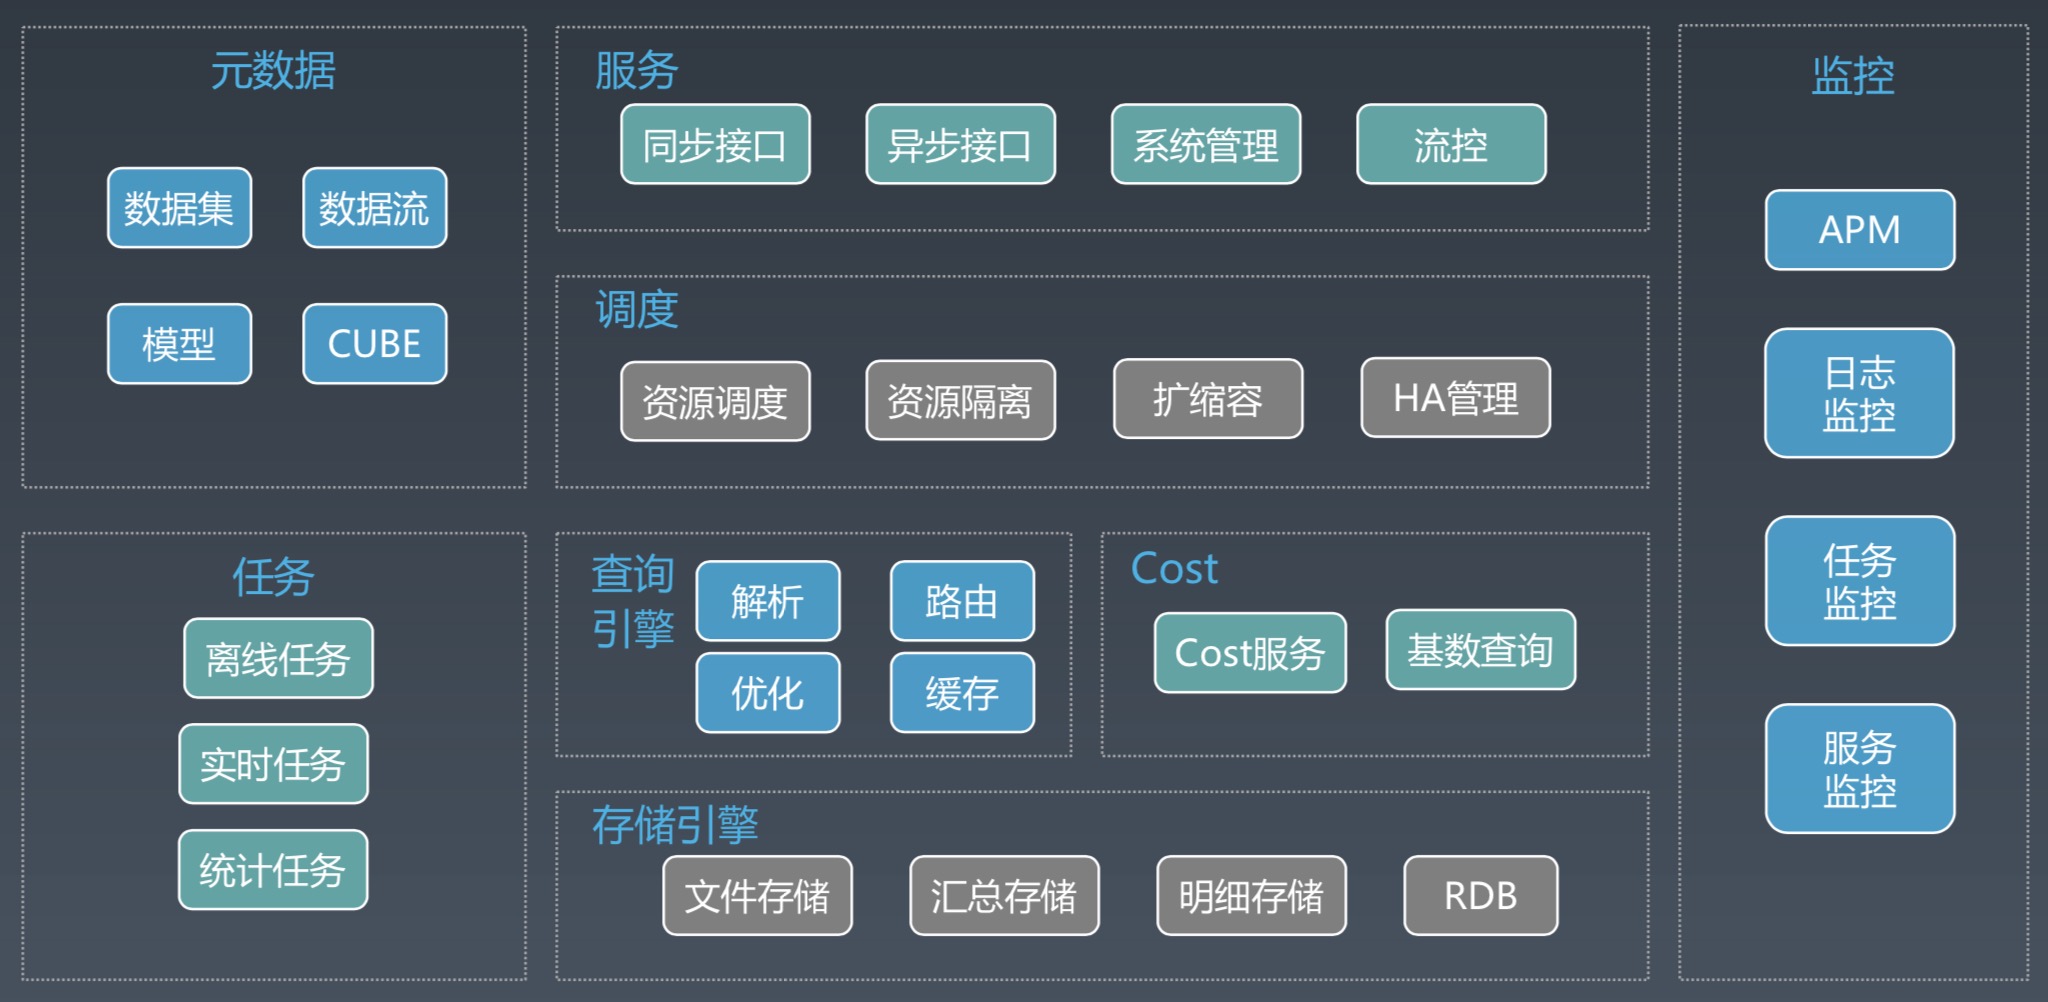 元数据
数据集
数据流
模型
CUBE
服务
同步接口
异步接口
系统管理
流控
调度
资源调度
资源隔离
扩缩容
HA管理
任务
离线任务
实时任务
统计任务
查询
引擎
解析
路由
优化
缓存
Cost
Cost服务
基数查询
存储引擎
文件存储
汇总存储
明细存储
RDB
监控
APM
日志
监控
任务
监控
服务
监控